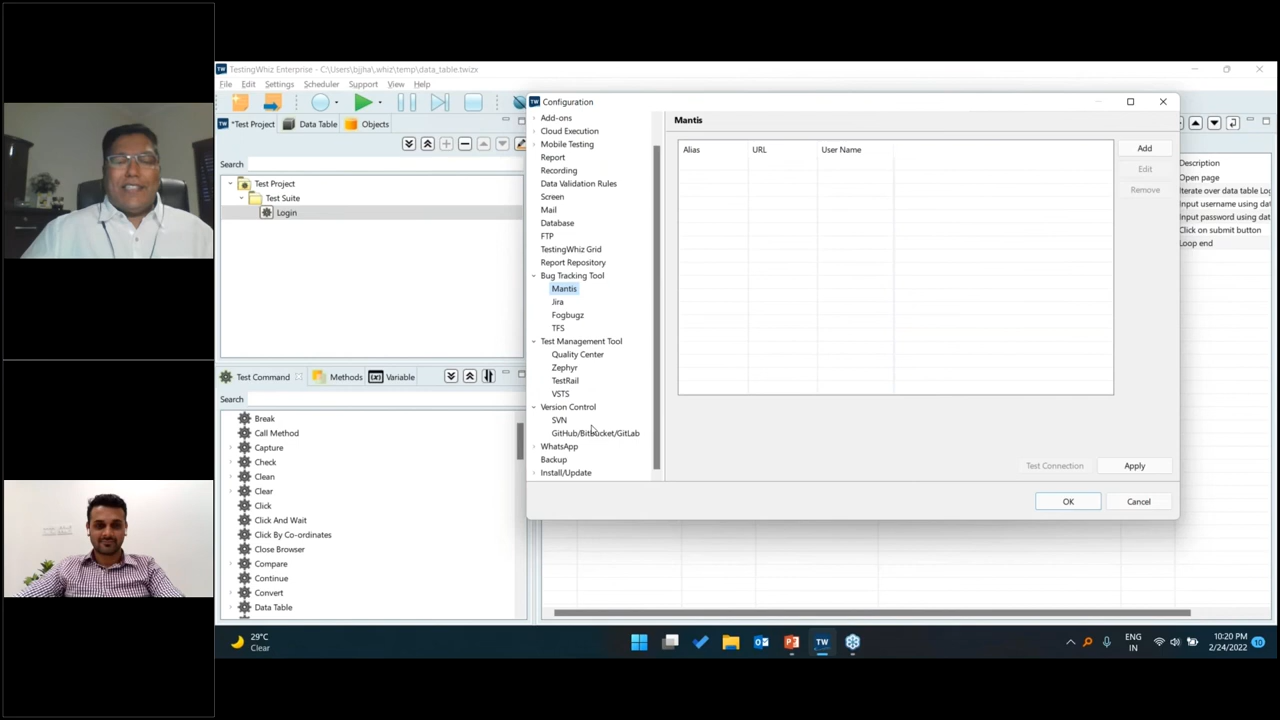 TestingWhiz Enterprise - C:\Users\bjjha\.whiz\temp\data_table.twizx
File Edit Settings Scheduler Support View Help
*Test Project Data Table Objects
Search
Test Project
Test Suite
Login
Test Command Methods (x) Variable
Search
Break
Call Method
Capture
Check
Clean
Clear
Click
Click And Wait
Click By Co-ordinates
Close Browser
Compare
Continue
Convert
Data Table
TW Configuration
Add-ons
Cloud Execution
Mobile Testing
Report
Recording
Data Validation Rules
Screen
Mail
Database
FTP
TestingWhiz Grid
Report Repository
Bug Tracking Tool
Mantis
Jira
Fogbugz
TFS
Test Management Tool
Quality Center
Zephyr
TestRail
VSTS
Version Control
SVN
GitHub/Bitbucket/GitLab
WhatsApp
Backup
Install/Update
Mantis
Alias URL User Name
Add
Edit
Remove
Test Connection Apply
OK Cancel
Description
Open page
Iterate over data table Log
Input username using dat
Input password using dat
Click on submit button
Loop end
29°C
Clear
TW
ENG
IN
10:20 PM
2/24/2022
10